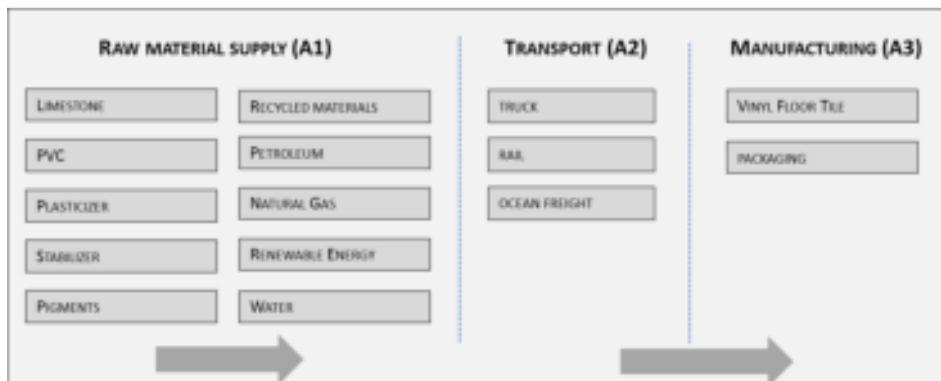 RAW MATERIAL SUPPLY (A1)
TRANSPORT (A2)
MANUFACTURING (A3)
LIMESTONE
PVC
PLASTICIZER
STABILIZER
PIGMENTS
RECYCLED MATERIALS
PETROLEUM
NATURAL GAS
RENEWABLE ENERGY
WATER
TRUCK
RAIL
OCEAN FREIGHT
VINYL FLOOR TILE
PACKAGING